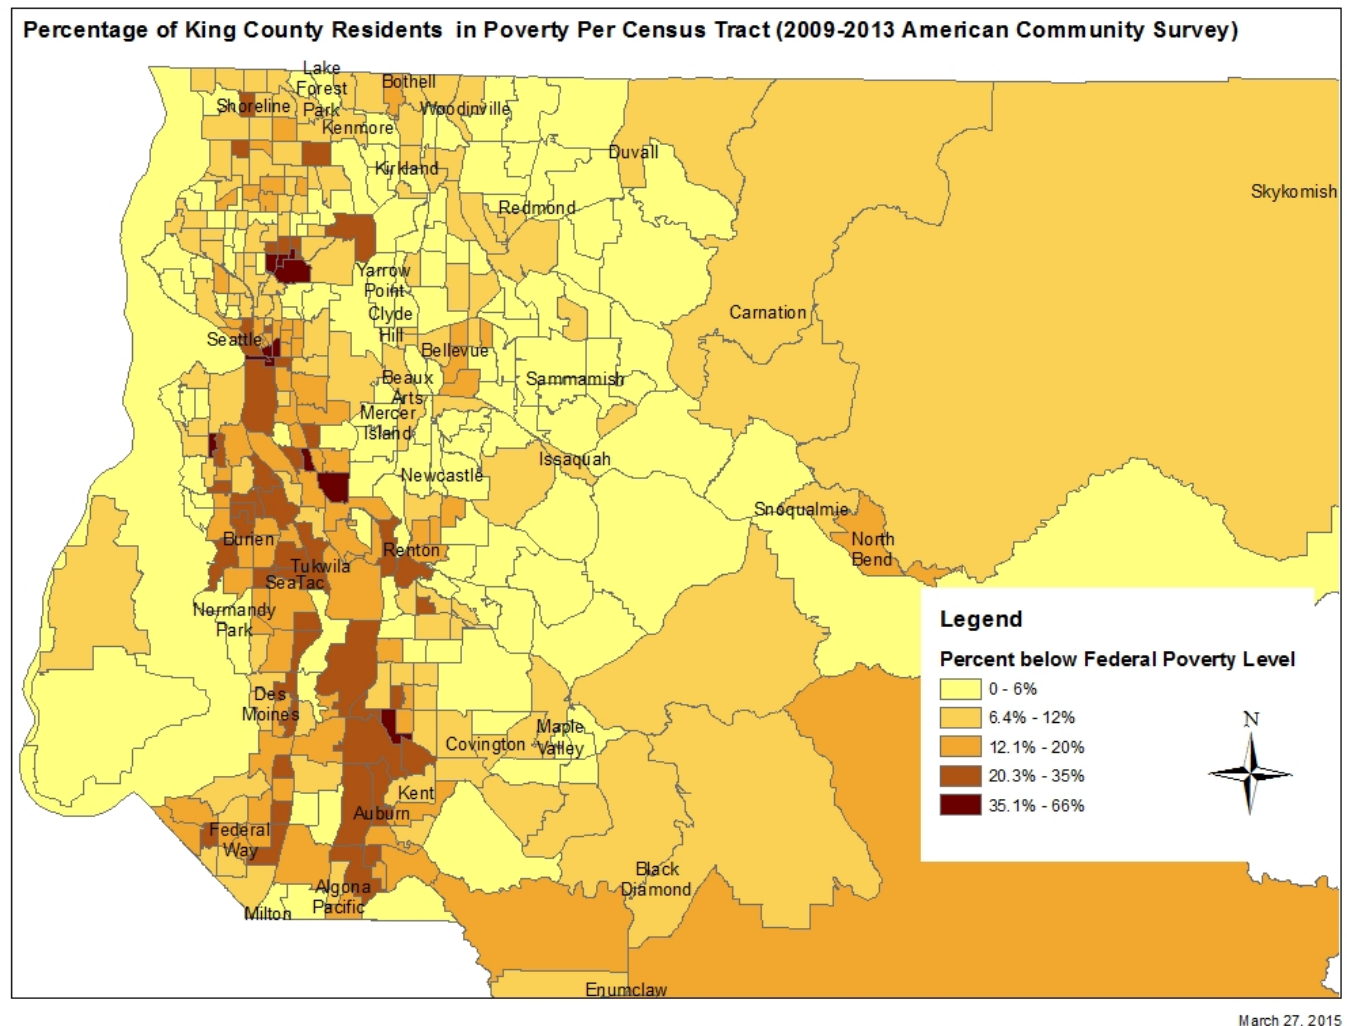 Percentage of King County Residents in Poverty Per Census Tract (2009-2013 American Community Survey)
Lake
Forest
Park
Bothell
Shoreline
Woodinville
Kenmore
Duvall
Kirkland
Skykomish
Redmond
Yarrow
Point
Clyde
Hill
Carnation
Seattle
Bellevue
Beaux
Arts
Sammamish
Mercer
Island
Issaquah
Newcastle
Snoqualmie
North
Bend
Burien
Renton
Tukwila
SeaTac
Normandy
Park
Des
Moines
Maple
Valley
Covington
Kent
Auburn
Federal
Way
Black
Diamond
Algona
Pacific
Milton
Enumclaw
Legend
Percent below Federal Poverty Level
0 - 6%
6.4% - 12%
12.1% - 20%
20.3% - 35%
35.1% - 66%
N
March 27, 2015